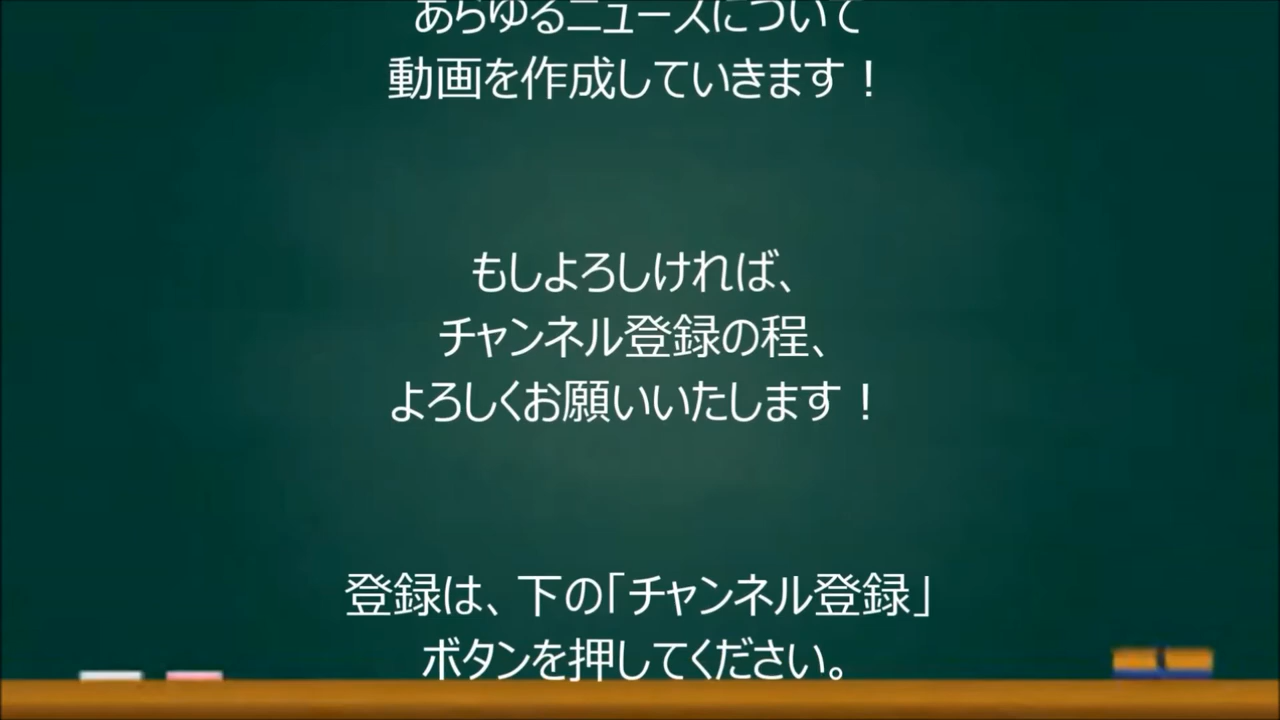 あらゆるニュースについて
動画を作成していきます！
もしよろしければ、
チャンネル登録の程、
よろしくお願いいたします！
登録は、下の「チャンネル登録」
ボタンを押してください。